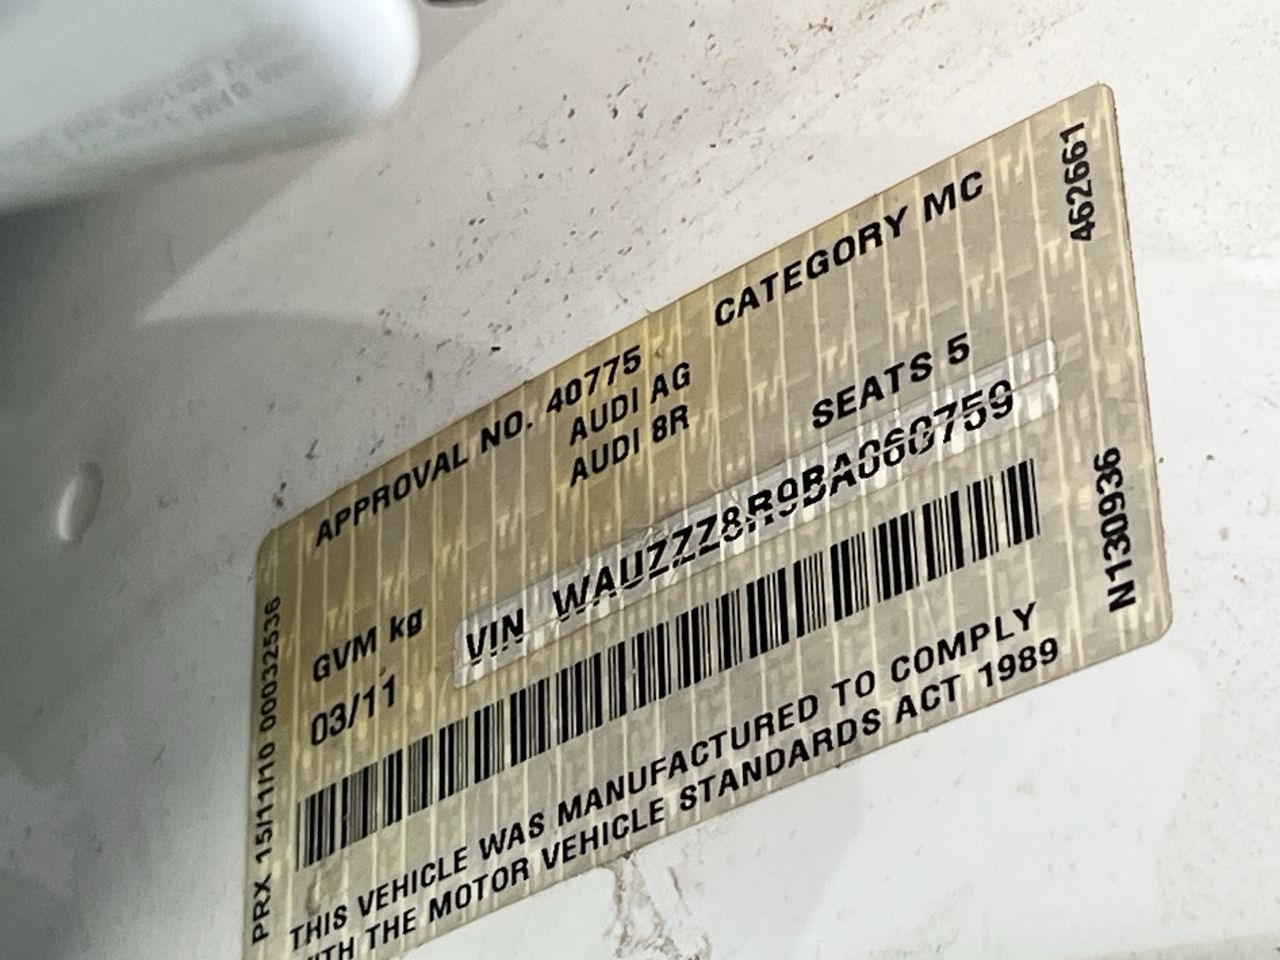 APPROVAL NO. 40775
CATEGORY MC
AUDI AG
AUDI 8R
SEATS 5
GVM kg
03/11
VIN WAUZZZ8R9BA060759
THIS VEHICLE WAS MANUFACTURED TO COMPLY
WITH THE MOTOR VEHICLE STANDARDS ACT 1989
PRX 15/11/10 00032536
462661
N130936